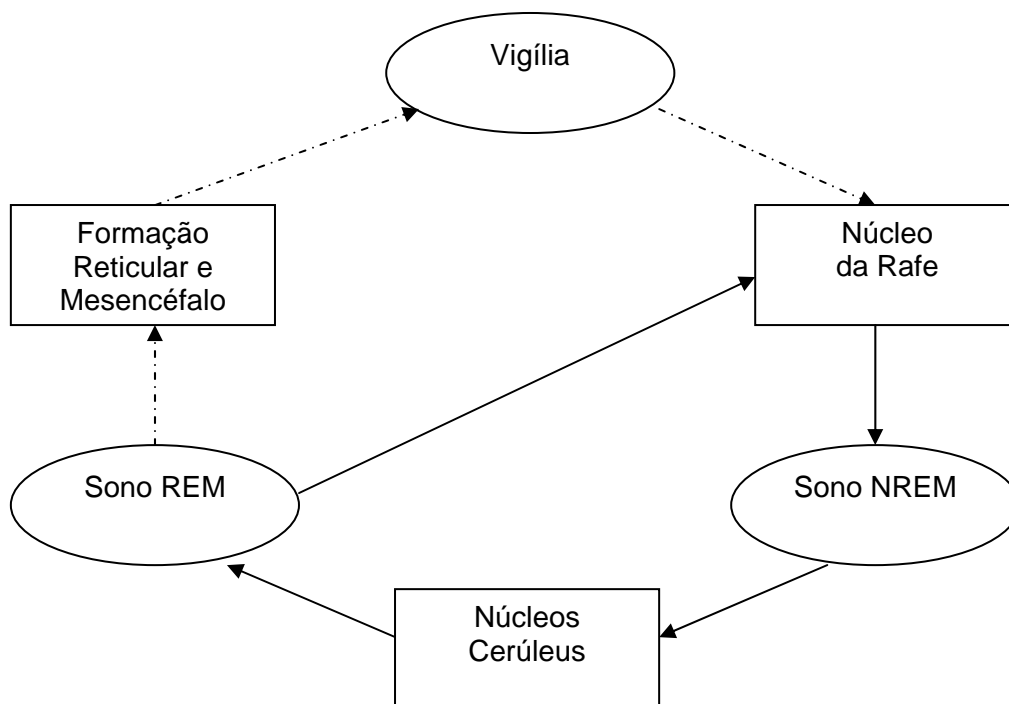 Vigília
Formação
Reticular e
Mesencéfalo
Núcleo
da Rafe
Sono REM
Sono NREM
Núcleos
Cerúleus